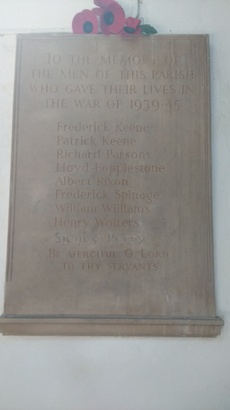 TO THE MEMORY OF
THE MEN OF THIS PARISH
WHO GAVE THEIR LIVES IN
THE WAR OF 1939-45
Frederick Keene
Patrick Keene
Richard Parsons
Lloyd
Albert Rixon
Frederick
William Williams
Henry Wolters
BE GRACIOUS O LORD
TO THY SERVANTS